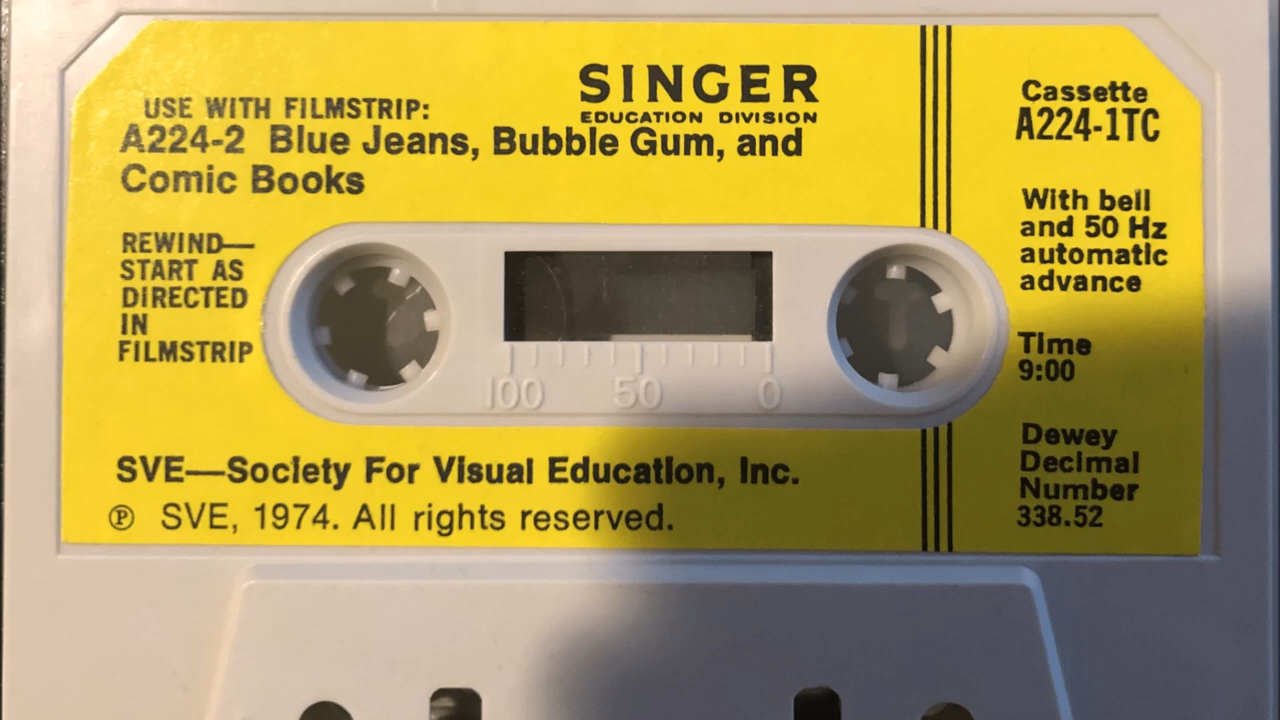 SINGER
EDUCATION DIVISION
USE WITH FILMSTRIP:
A224-2 Blue Jeans, Bubble Gum, and
Comic Books
REWIND—
START AS
DIRECTED
IN
FILMSTRIP
100 50 0
SVE—Society For Visual Education, Inc.
℗ SVE, 1974. All rights reserved.
Cassette
A224-1TC
With bell
and 50 Hz
automatic
advance
Time
9:00
Dewey
Decimal
Number
338.52